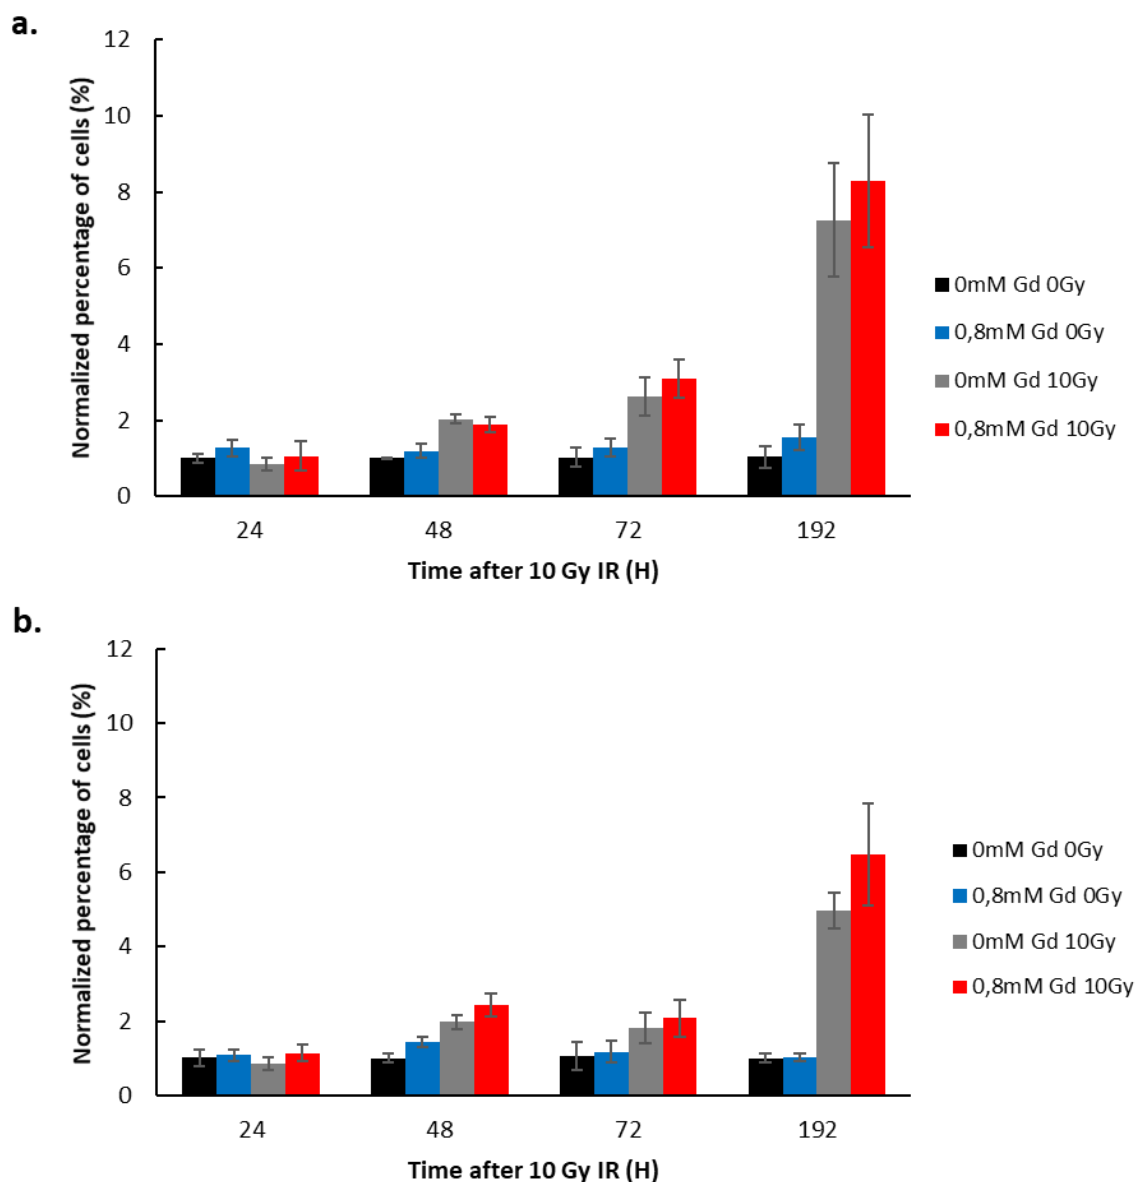 a.
Normalized percentage of cells (%)
12
10
8
6
4
2
0
24 48 72 192
Time after 10 Gy IR (H)
0mM Gd 0Gy
0,8mM Gd 0Gy
0mM Gd 10Gy
0,8mM Gd 10Gy
b.
Normalized percentage of cells (%)
12
10
8
6
4
2
0
24 48 72 192
Time after 10 Gy IR (H)
0mM Gd 0Gy
0,8mM Gd 0Gy
0mM Gd 10Gy
0,8mM Gd 10Gy